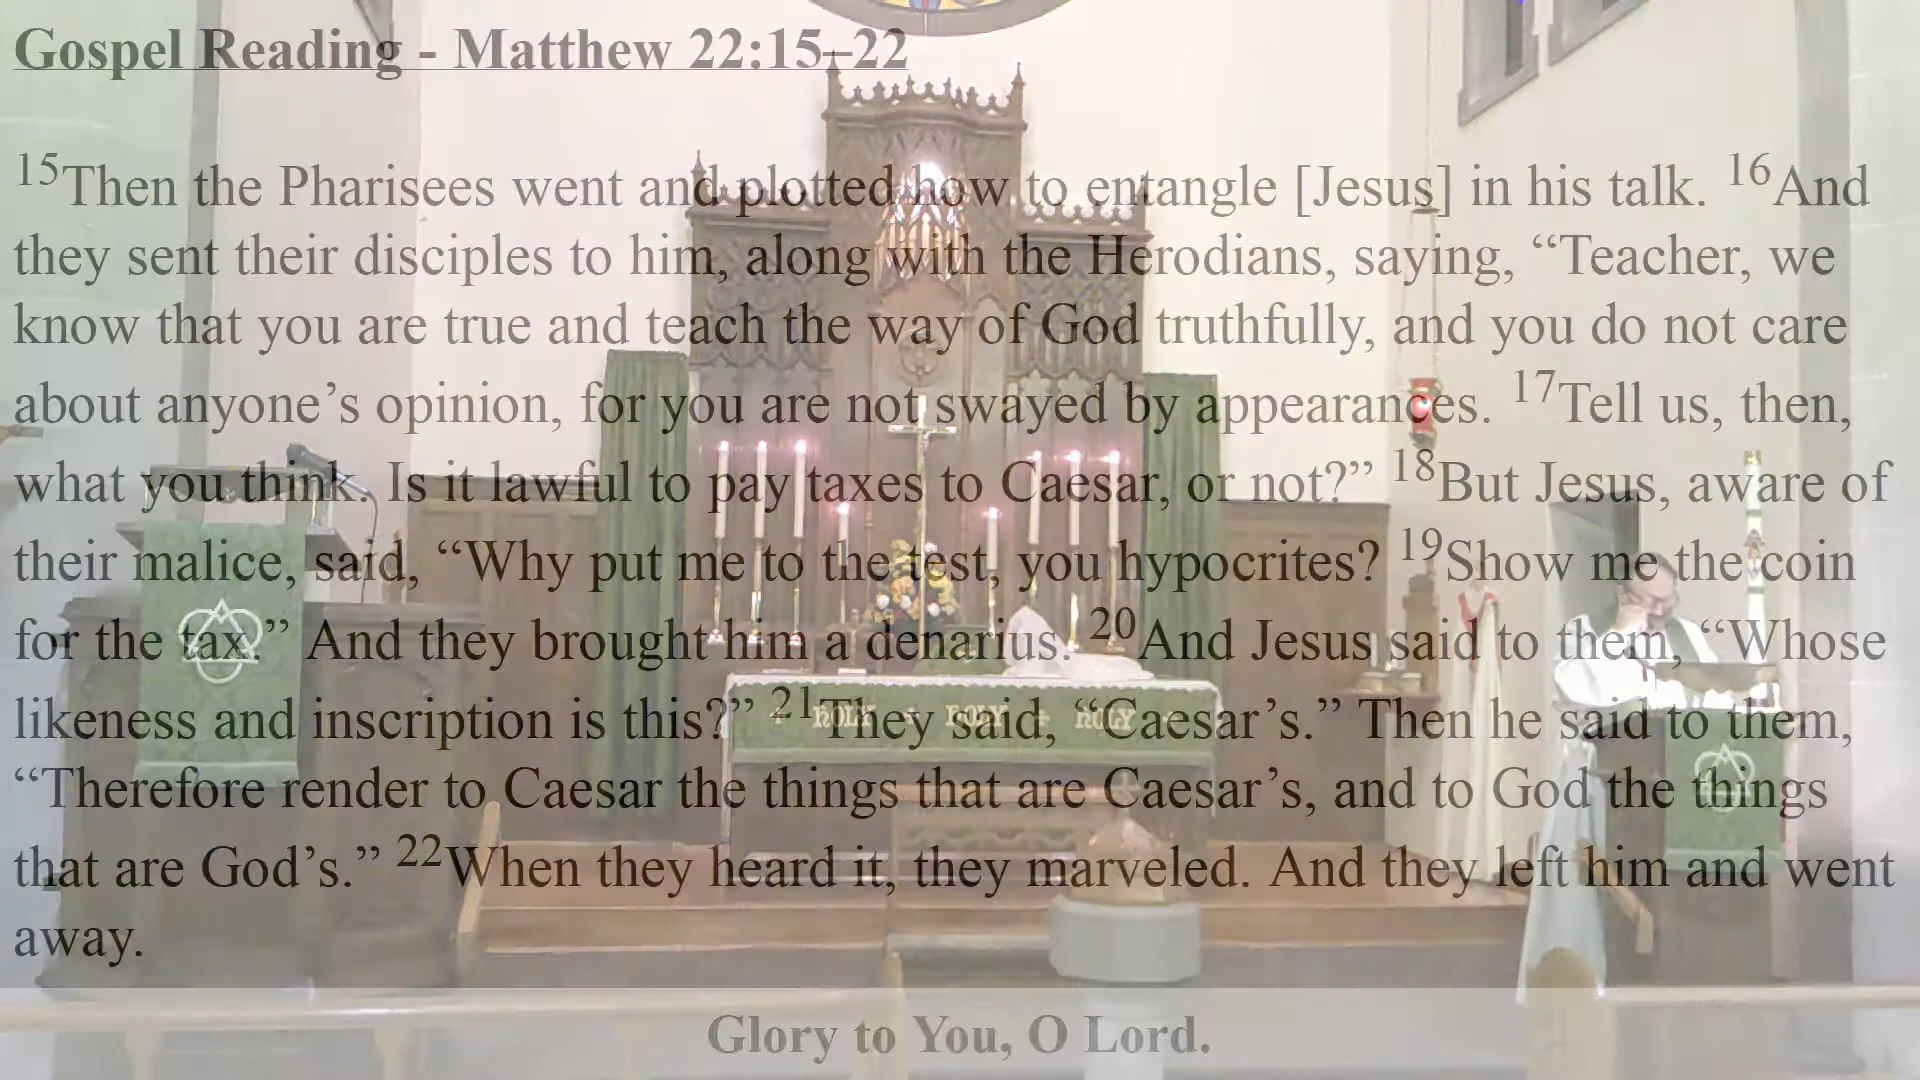 Gospel Reading - Matthew 22:15–22
15Then the Pharisees went and plotted how to entangle [Jesus] in his talk. 16And
they sent their disciples to him, along with the Herodians, saying, “Teacher, we
know that you are true and teach the way of God truthfully, and you do not care
about anyone’s opinion, for you are not swayed by appearances. 17Tell us, then,
what you think. Is it lawful to pay taxes to Caesar, or not?” 18But Jesus, aware of
their malice, said, “Why put me to the test, you hypocrites? 19Show me the coin
for the tax.” And they brought him a denarius. 20And Jesus said to them, “Whose
likeness and inscription is this?” 21They said, “Caesar’s.” Then he said to them,
“Therefore render to Caesar the things that are Caesar’s, and to God the things
that are God’s.” 22When they heard it, they marveled. And they left him and went
away.
HOLY HOLY HOLY
Glory to You, O Lord.